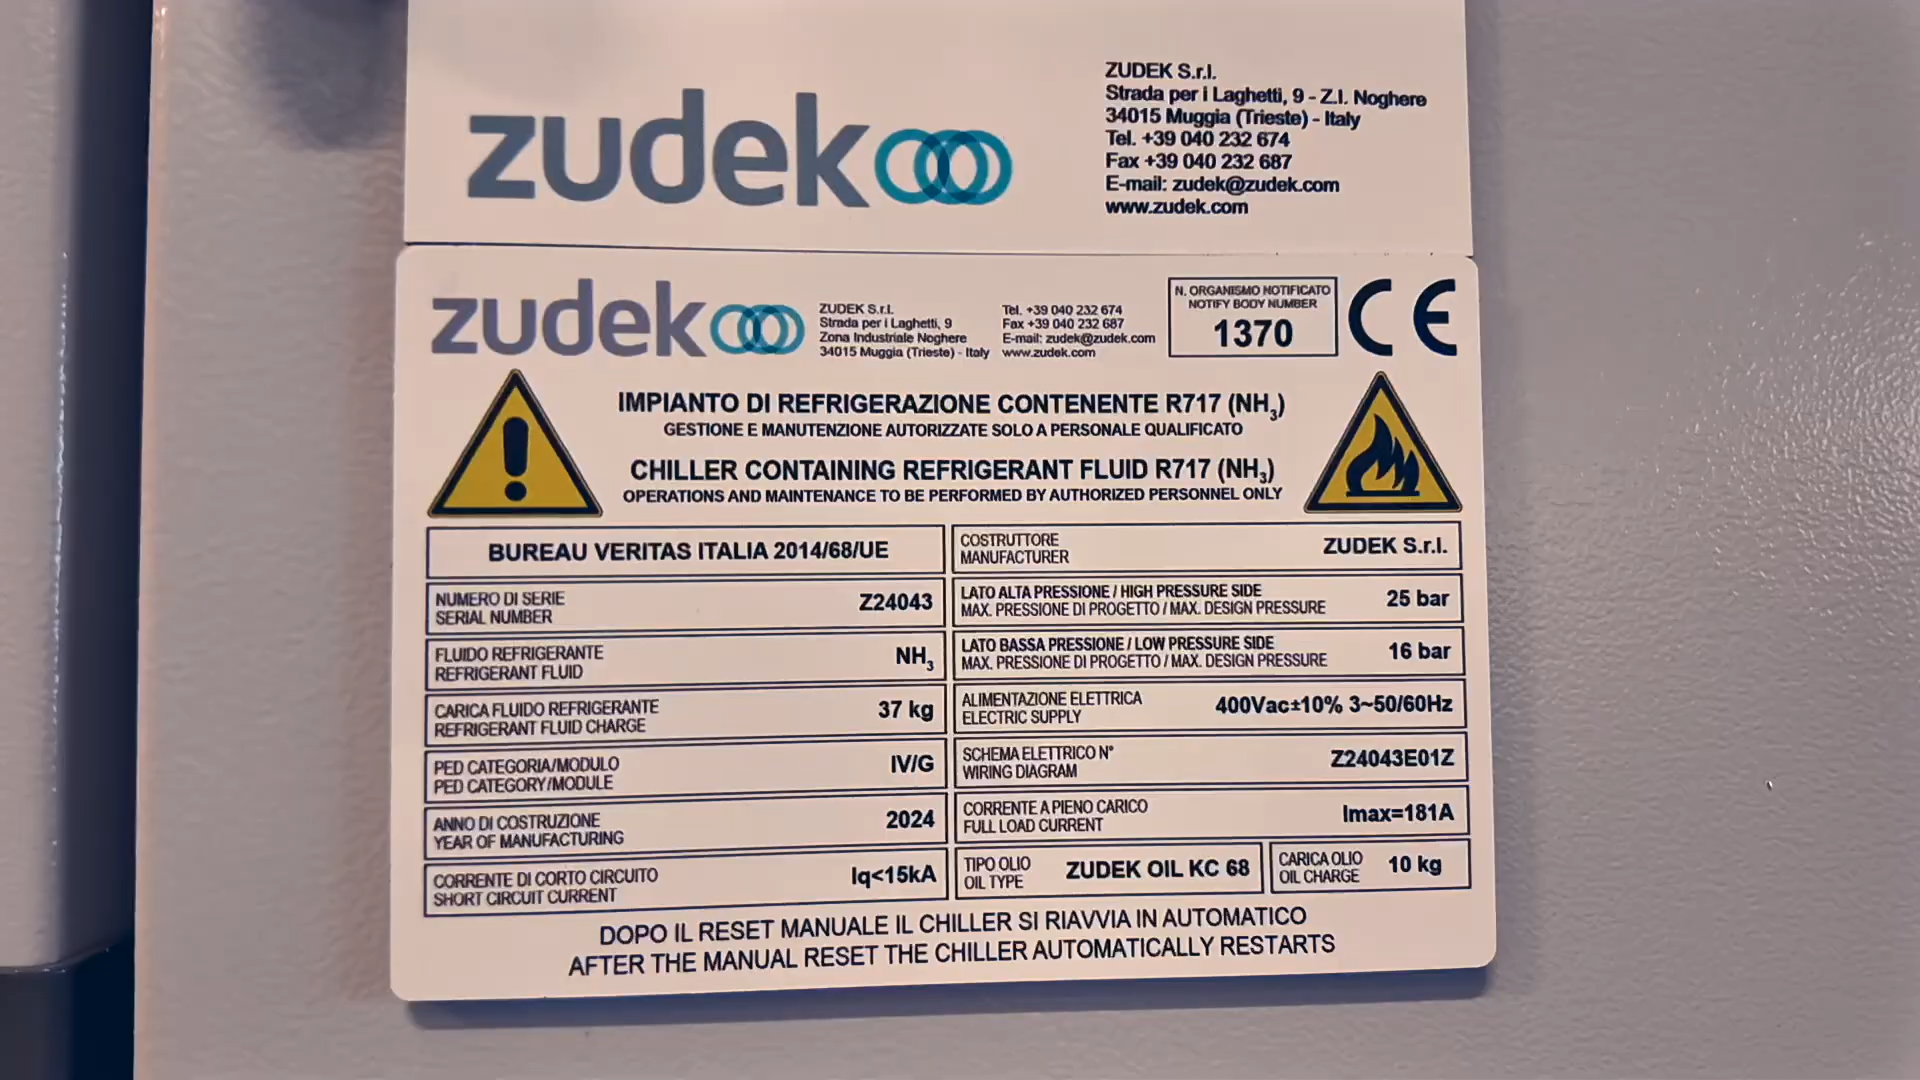 zudek
ZUDEK S.r.l.
Strada per i Laghetti, 9 - Z.I. Noghere
34015 Muggia (Trieste) - Italy
Tel. +39 040 232 674
Fax +39 040 232 687
E-mail: zudek@zudek.com
www.zudek.com
zudek
ZUDEK S.r.l.
Strada per i Laghetti, 9
Zona Industriale Noghere
34015 Muggia (Trieste) - Italy
Tel. +39 040 232 674
Fax +39 040 232 687
E-mail: zudek@zudek.com
www.zudek.com
N. ORGANISMO NOTIFICATO
NOTIFY BODY NUMBER
1370
CE
IMPIANTO DI REFRIGERAZIONE CONTENENTE R717 (NH₃)
GESTIONE E MANUTENZIONE AUTORIZZATE SOLO A PERSONALE QUALIFICATO
CHILLER CONTAINING REFRIGERANT FLUID R717 (NH₃)
OPERATIONS AND MAINTENANCE TO BE PERFORMED BY AUTHORIZED PERSONNEL ONLY
BUREAU VERITAS ITALIA 2014/68/UE
NUMERO DI SERIE
SERIAL NUMBER
Z24043
FLUIDO REFRIGERANTE
REFRIGERANT FLUID
NH₃
CARICA FLUIDO REFRIGERANTE
REFRIGERANT FLUID CHARGE
37 kg
PED CATEGORIA/MODULO
PED CATEGORY/MODULE
IV/G
ANNO DI COSTRUZIONE
YEAR OF MANUFACTURING
2024
CORRENTE DI CORTO CIRCUITO
SHORT CIRCUIT CURRENT
Iq<15kA
COSTRUTTORE
MANUFACTURER
ZUDEK S.r.l.
LATO ALTA PRESSIONE / HIGH PRESSURE SIDE
MAX. PRESSIONE DI PROGETTO / MAX. DESIGN PRESSURE
25 bar
LATO BASSA PRESSIONE / LOW PRESSURE SIDE
MAX. PRESSIONE DI PROGETTO / MAX. DESIGN PRESSURE
16 bar
ALIMENTAZIONE ELETTRICA
ELECTRIC SUPPLY
400Vac±10% 3~50/60Hz
SCHEMA ELETTRICO N°
WIRING DIAGRAM
Z24043E01Z
CORRENTE A PIENO CARICO
FULL LOAD CURRENT
Imax=181A
TIPO OLIO
OIL TYPE
ZUDEK OIL KC 68
CARICA OLIO
OIL CHARGE
10 kg
DOPO IL RESET MANUALE IL CHILLER SI RIAVVIA IN AUTOMATICO
AFTER THE MANUAL RESET THE CHILLER AUTOMATICALLY RESTARTS